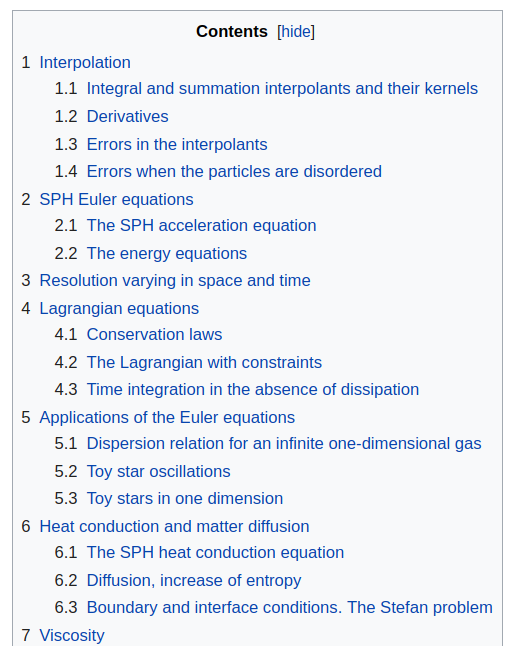 Contents [hide]
1 Interpolation
1.1 Integral and summation interpolants and their kernels
1.2 Derivatives
1.3 Errors in the interpolants
1.4 Errors when the particles are disordered
2 SPH Euler equations
2.1 The SPH acceleration equation
2.2 The energy equations
3 Resolution varying in space and time
4 Lagrangian equations
4.1 Conservation laws
4.2 The Lagrangian with constraints
4.3 Time integration in the absence of dissipation
5 Applications of the Euler equations
5.1 Dispersion relation for an infinite one-dimensional gas
5.2 Toy star oscillations
5.3 Toy stars in one dimension
6 Heat conduction and matter diffusion
6.1 The SPH heat conduction equation
6.2 Diffusion, increase of entropy
6.3 Boundary and interface conditions. The Stefan problem
7 Viscosity